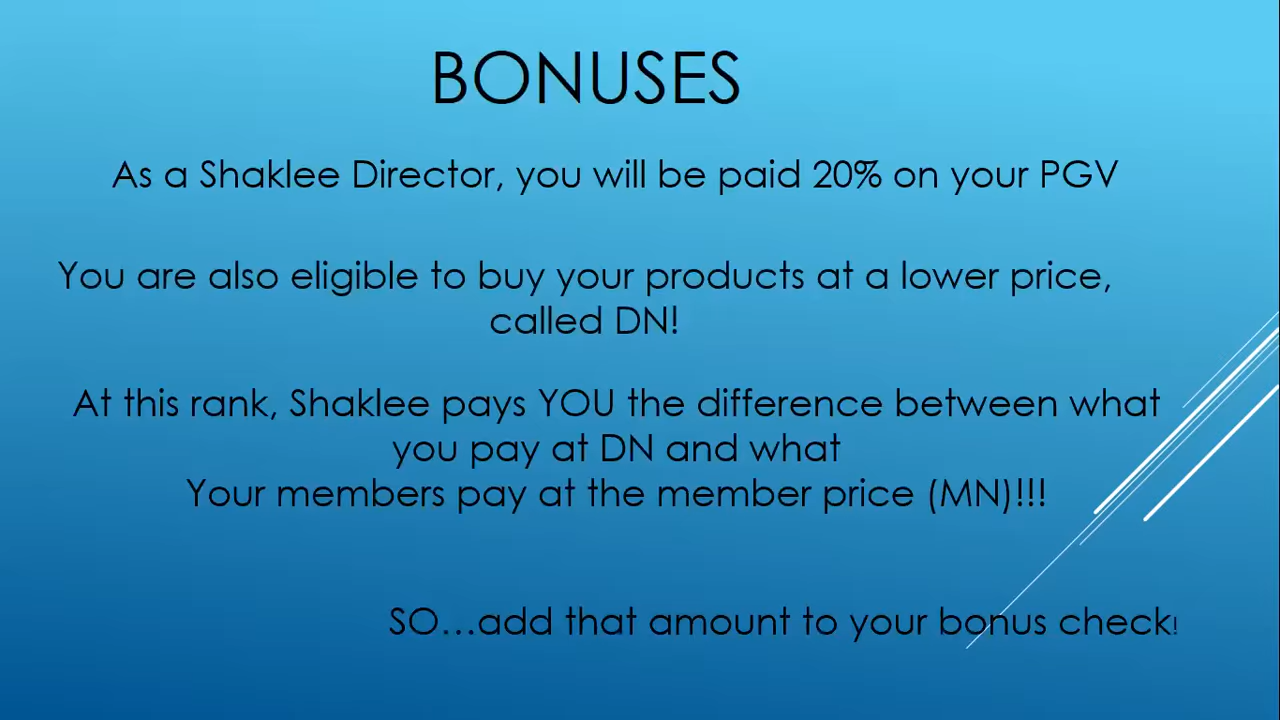 BONUSES
As a Shaklee Director, you will be paid 20% on your PGV
You are also eligible to buy your products at a lower price,
called DN!
At this rank, Shaklee pays YOU the difference between what
you pay at DN and what
Your members pay at the member price (MN)!!!
SO...add that amount to your bonus check!